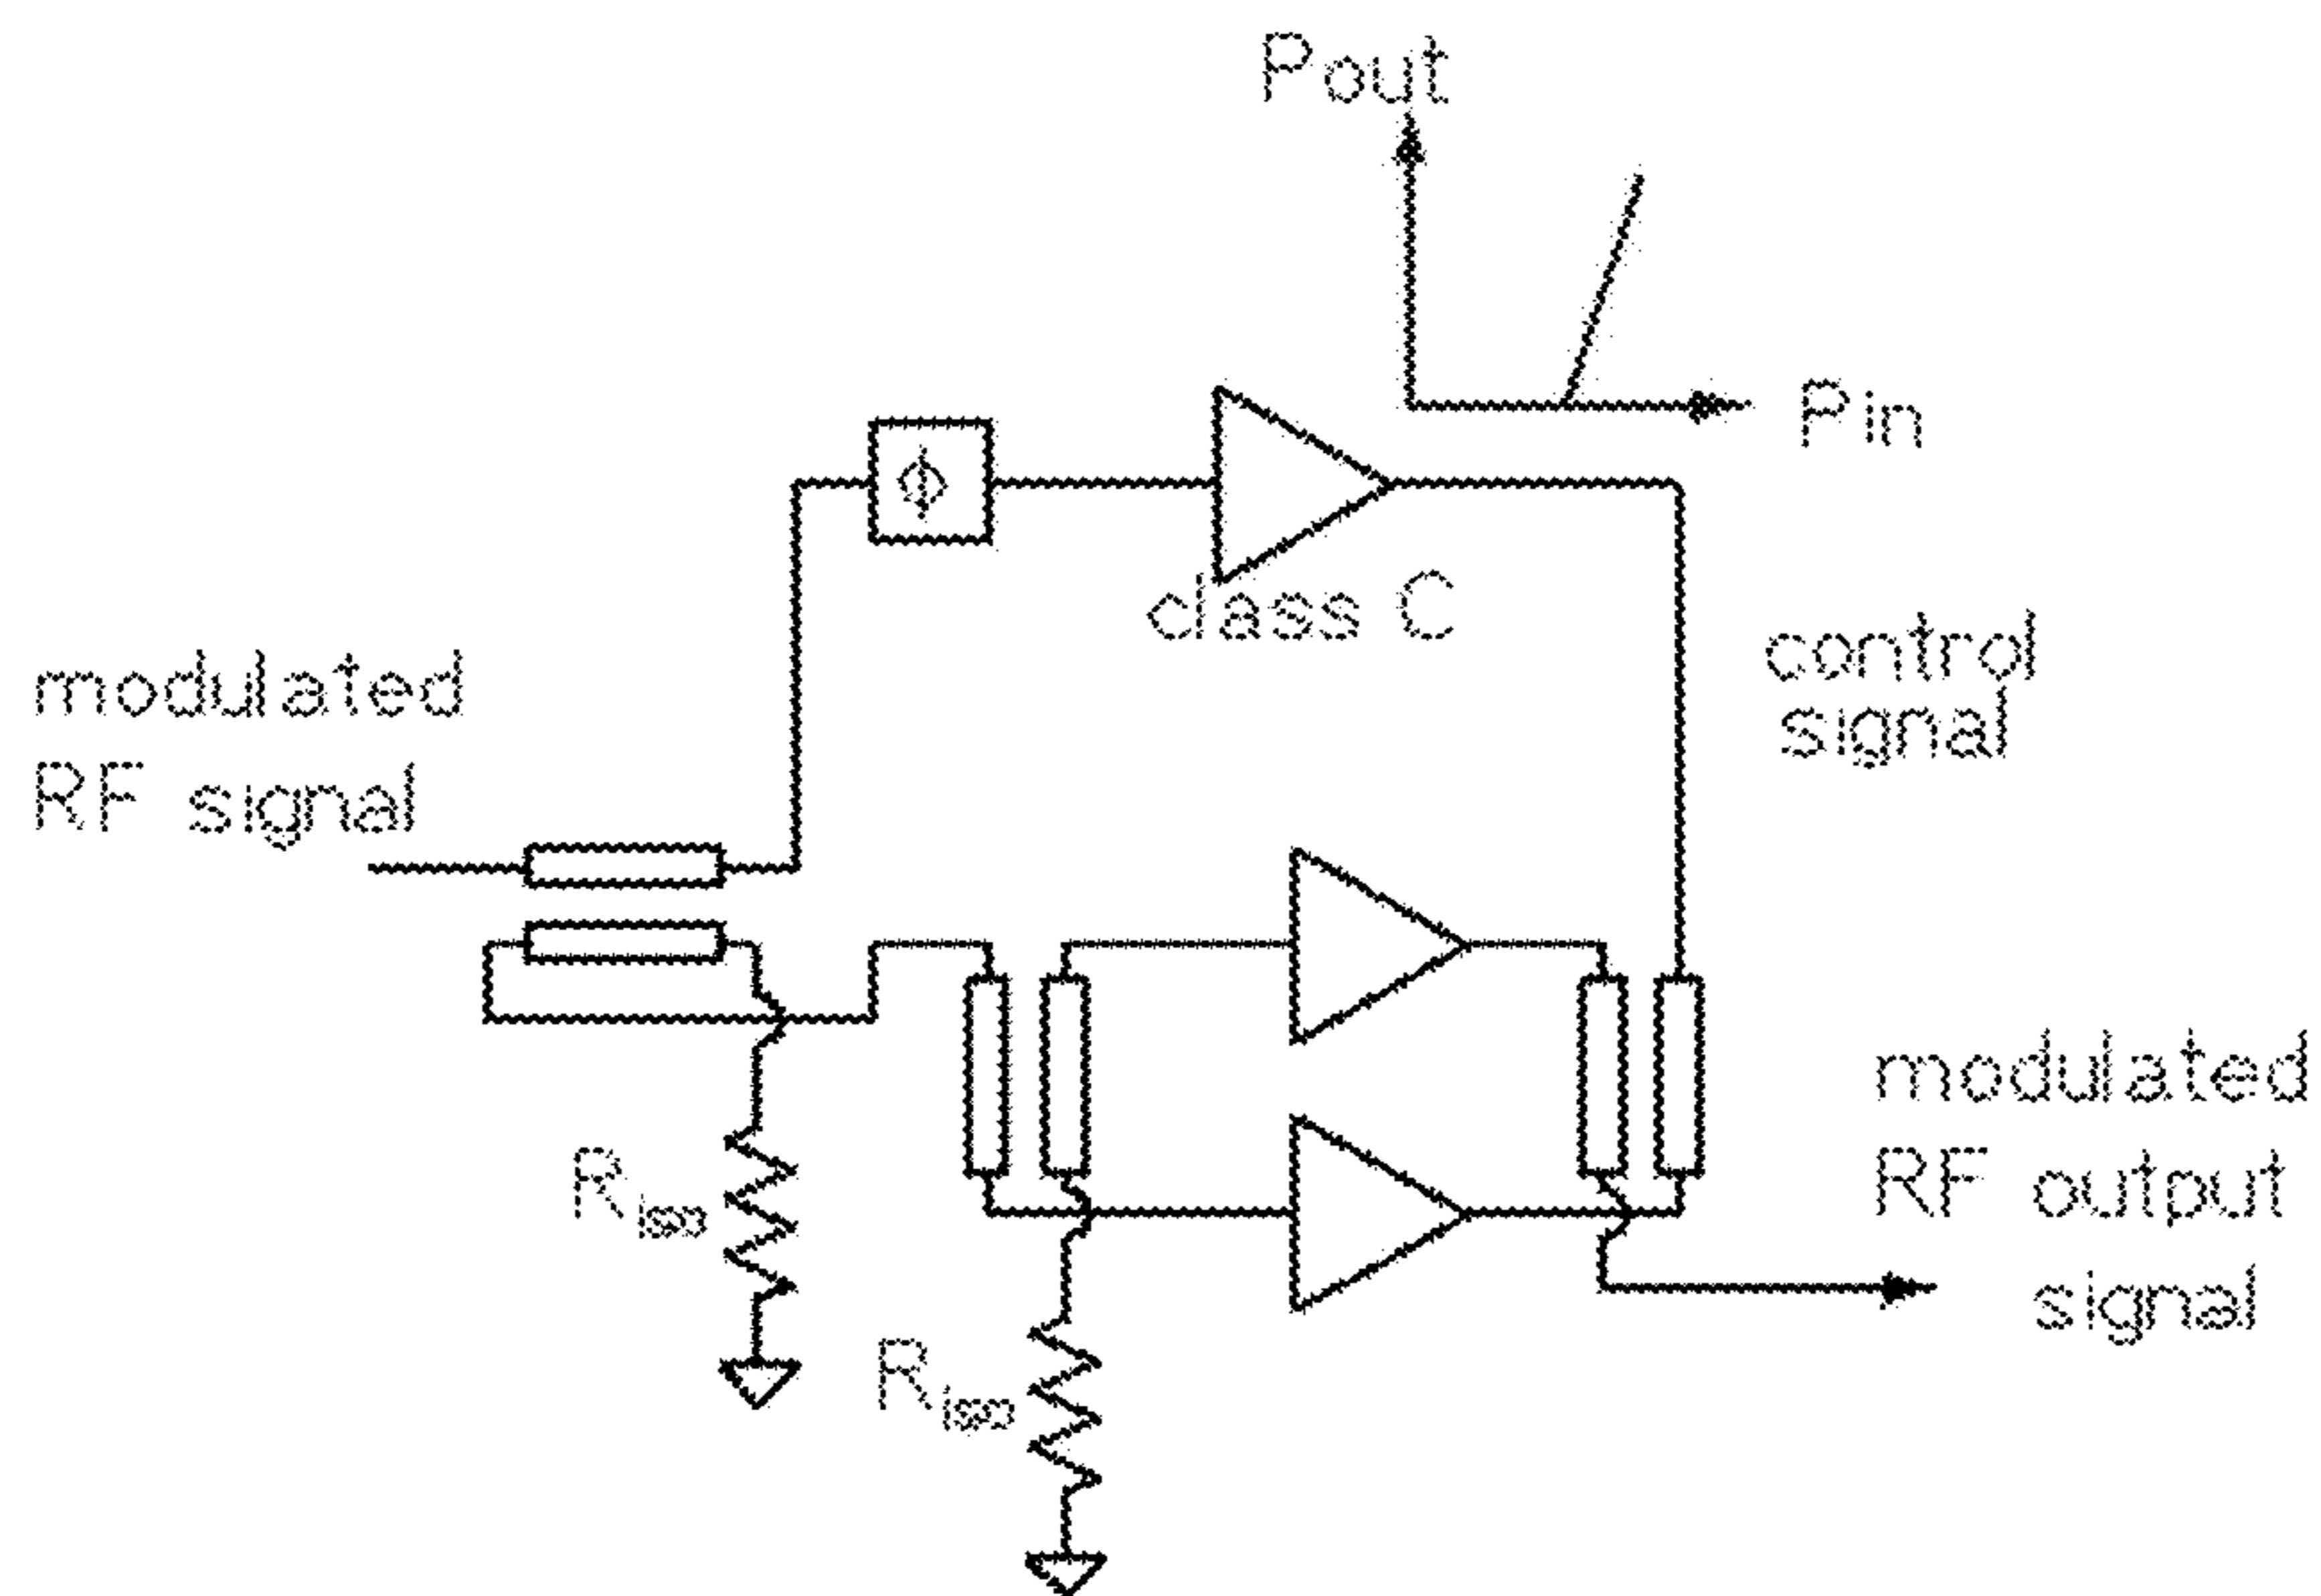 Pout
Pin
ϕ
class C
control
signal
modulated
RF signal
modulated
RF output
signal
R
R